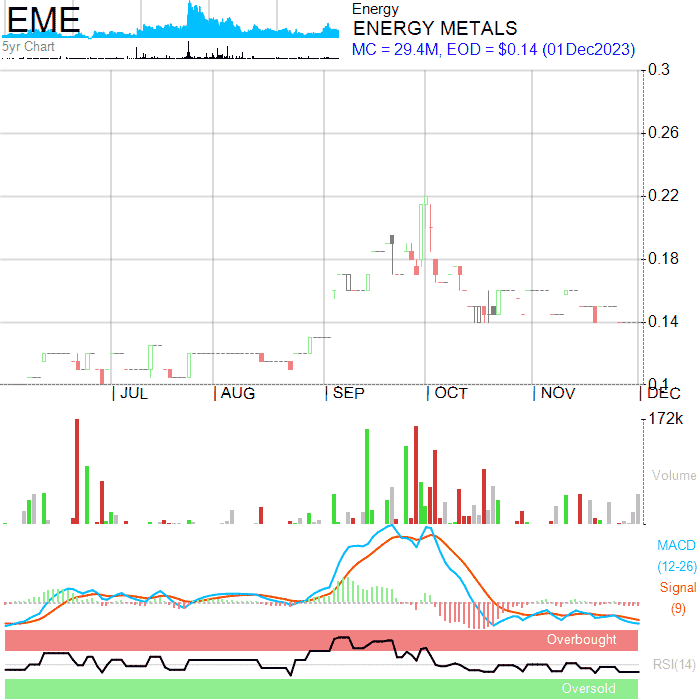 EME
5yr Chart
Energy
ENERGY METALS
MC = 29.4M, EOD = $0.14 (01Dec2023)
0.3
0.26
0.22
0.18
0.14
0.1
JUL
AUG
SEP
OCT
NOV
DEC
172k
Volume
MACD
(12-26)
Signal
(9)
Overbought
RSI(14)
Oversold